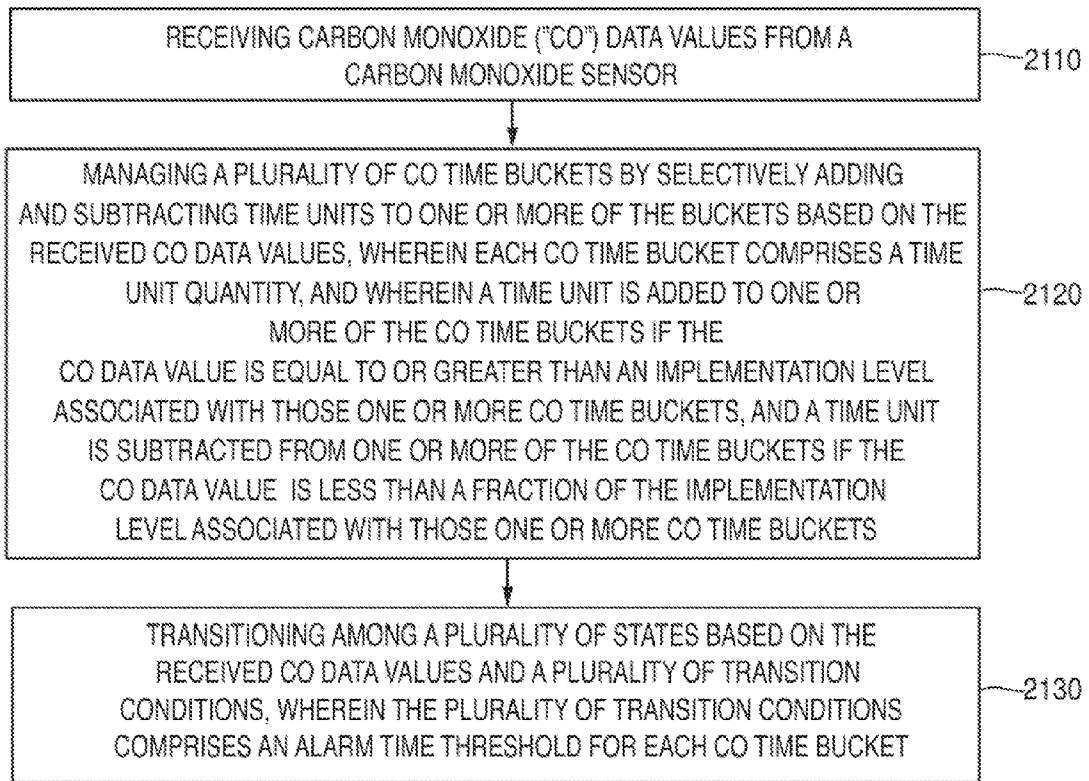 RECEIVING CARBON MONOXIDE ("CO") DATA VALUES FROM A
CARBON MONOXIDE SENSOR
2110
MANAGING A PLURALITY OF CO TIME BUCKETS BY SELECTIVELY ADDING
AND SUBTRACTING TIME UNITS TO ONE OR MORE OF THE BUCKETS BASED ON THE
RECEIVED CO DATA VALUES, WHEREIN EACH CO TIME BUCKET COMPRISES A TIME
UNIT QUANTITY, AND WHEREIN A TIME UNIT IS ADDED TO ONE OR
MORE OF THE CO TIME BUCKETS IF THE
CO DATA VALUE IS EQUAL TO OR GREATER THAN AN IMPLEMENTATION LEVEL
ASSOCIATED WITH THOSE ONE OR MORE CO TIME BUCKETS, AND A TIME UNIT
IS SUBTRACTED FROM ONE OR MORE OF THE CO TIME BUCKETS IF THE
CO DATA VALUE IS LESS THAN A FRACTION OF THE IMPLEMENTATION
LEVEL ASSOCIATED WITH THOSE ONE OR MORE CO TIME BUCKETS
2120
TRANSITIONING AMONG A PLURALITY OF STATES BASED ON THE
RECEIVED CO DATA VALUES AND A PLURALITY OF TRANSITION
CONDITIONS, WHEREIN THE PLURALITY OF TRANSITION CONDITIONS
COMPRISES AN ALARM TIME THRESHOLD FOR EACH CO TIME BUCKET
2130